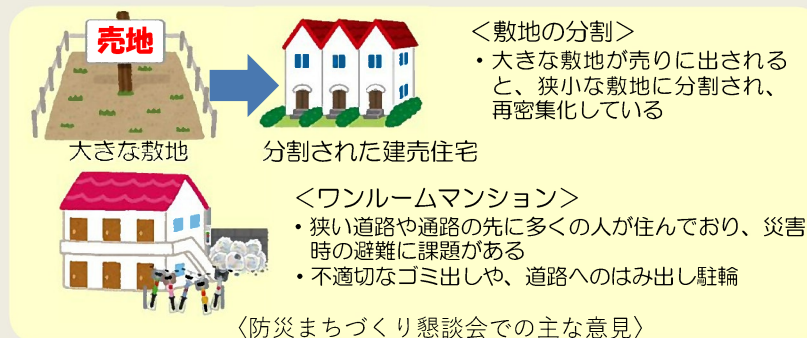 売地
大きな敷地
分割された建売住宅
＜敷地の分割＞
・大きな敷地が売りに出される
と、狭小な敷地に分割され、
再密集化している
＜ワンルームマンション＞
・狭い道路や通路の先に多くの人が住んでおり、災害
時の避難に課題がある
・不適切なゴミ出しや、道路へのはみ出し駐輪
〈防災まちづくり懇談会での主な意見〉